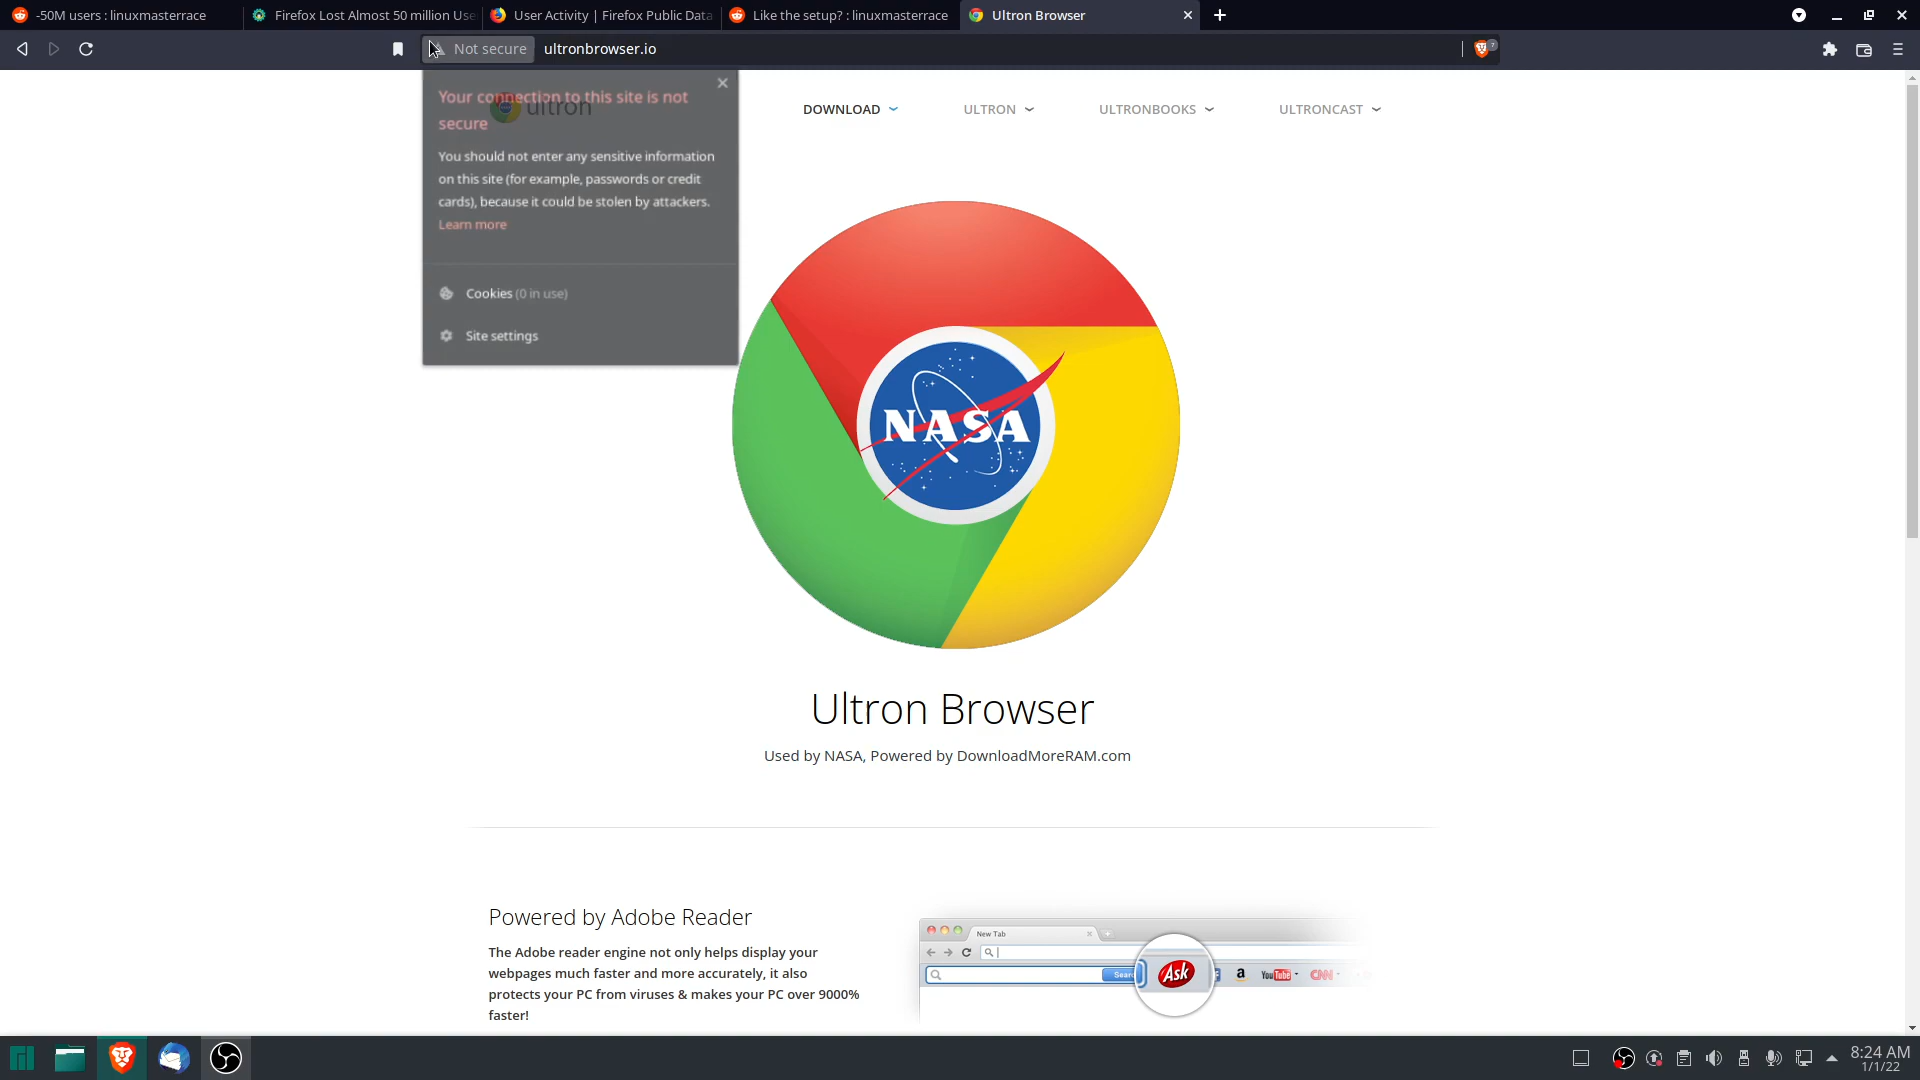 -50M users : linuxmasterrace
Firefox Lost Almost 50 million Use
User Activity | Firefox Public Data
Like the setup? : linuxmasterrace
Ultron Browser
Not secure
ultronbrowser.io
Your connection to this site is not
secure
You should not enter any sensitive information
on this site (for example, passwords or credit
cards), because it could be stolen by attackers.
Learn more
Cookies (0 in use)
Site settings
ultron
DOWNLOAD
ULTRON
ULTRONBOOKS
ULTRONCAST
NASA
Ultron Browser
Used by NASA, Powered by DownloadMoreRAM.com
Powered by Adobe Reader
The Adobe reader engine not only helps display your
webpages much faster and more accurately, it also
protects your PC from viruses & makes your PC over 9000%
faster!
New Tab
Searc
Ask
a
YouTube
CNN
8:24 AM
1/1/22